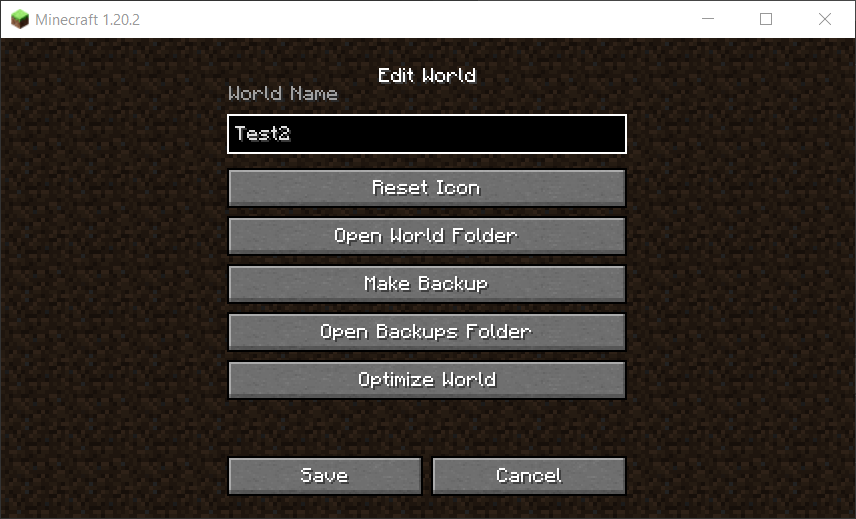 Minecraft 1.20.2
Edit World
World Name
Test2
Reset Icon
Open World Folder
Make Backup
Open Backups Folder
Optimize World
Save
Cancel